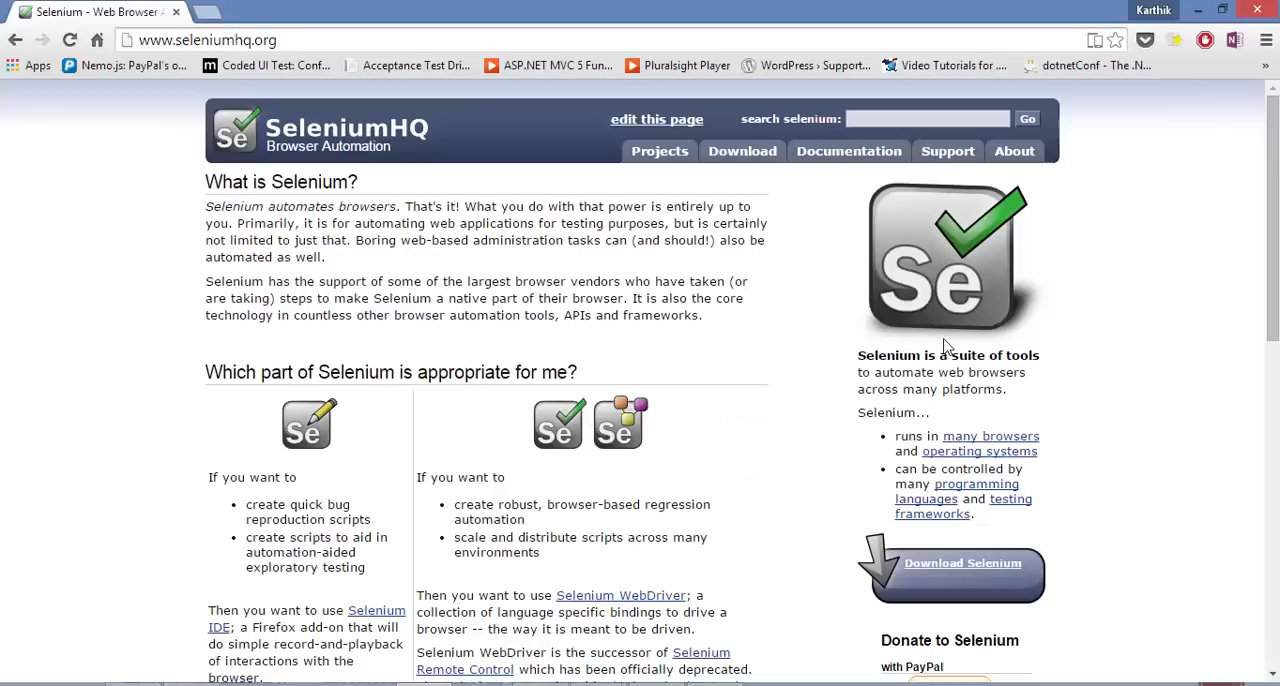 Selenium - Web Browser A
Karthik
www.seleniumhq.org
Apps
Nemo.js: PayPal's o...
Coded UI Test: Conf...
Acceptance Test Dri...
ASP.NET MVC 5 Fun...
Pluralsight Player
WordPress › Support...
Video Tutorials for ....
dotnetConf - The .N...
»
Se
SeleniumHQ
Browser Automation
edit this page
search selenium:
Go
Projects
Download
Documentation
Support
About
What is Selenium?
Selenium automates browsers. That's it! What you do with that power is entirely up to
you. Primarily, it is for automating web applications for testing purposes, but is certainly
not limited to just that. Boring web-based administration tasks can (and should!) also be
automated as well.
Selenium has the support of some of the largest browser vendors who have taken (or
are taking) steps to make Selenium a native part of their browser. It is also the core
technology in countless other browser automation tools, APIs and frameworks.
Which part of Selenium is appropriate for me?
Se
If you want to
• create quick bug
reproduction scripts
• create scripts to aid in
automation-aided
exploratory testing
Then you want to use Selenium
IDE; a Firefox add-on that will
do simple record-and-playback
of interactions with the
browser.
Se
Se
If you want to
• create robust, browser-based regression
automation
• scale and distribute scripts across many
environments
Then you want to use Selenium WebDriver; a
collection of language specific bindings to drive a
browser -- the way it is meant to be driven.
Selenium WebDriver is the successor of Selenium
Remote Control which has been officially deprecated.
Se
Selenium is a suite of tools
to automate web browsers
across many platforms.
Selenium...
• runs in many browsers
and operating systems
• can be controlled by
many programming
languages and testing
frameworks.
Download Selenium
Donate to Selenium
with PayPal